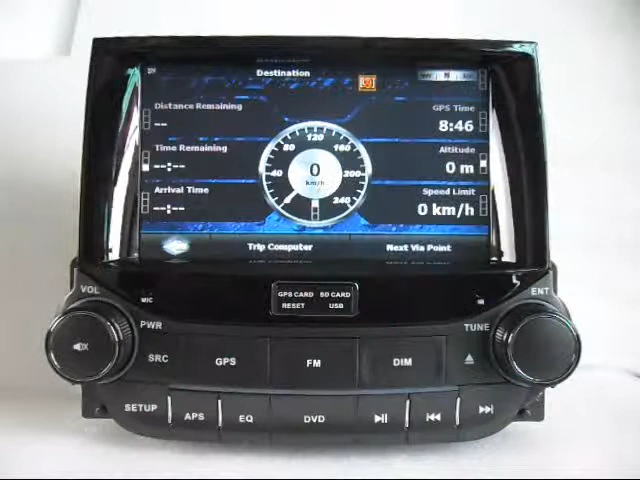 Destination
Distance Remaining
--
GPS Time
8:46
Time Remaining
--:--
Altitude
0 m
Arrival Time
--:--
Speed Limit
0 km/h
40
80
120
160
200
240
0
km/h
Trip Computer
Next Via Point
VOL
MIC
GPS CARD SD CARD
RESET USB
ENT
PWR
TUNE
SRC
GPS
FM
DIM
SETUP
APS
EQ
DVD